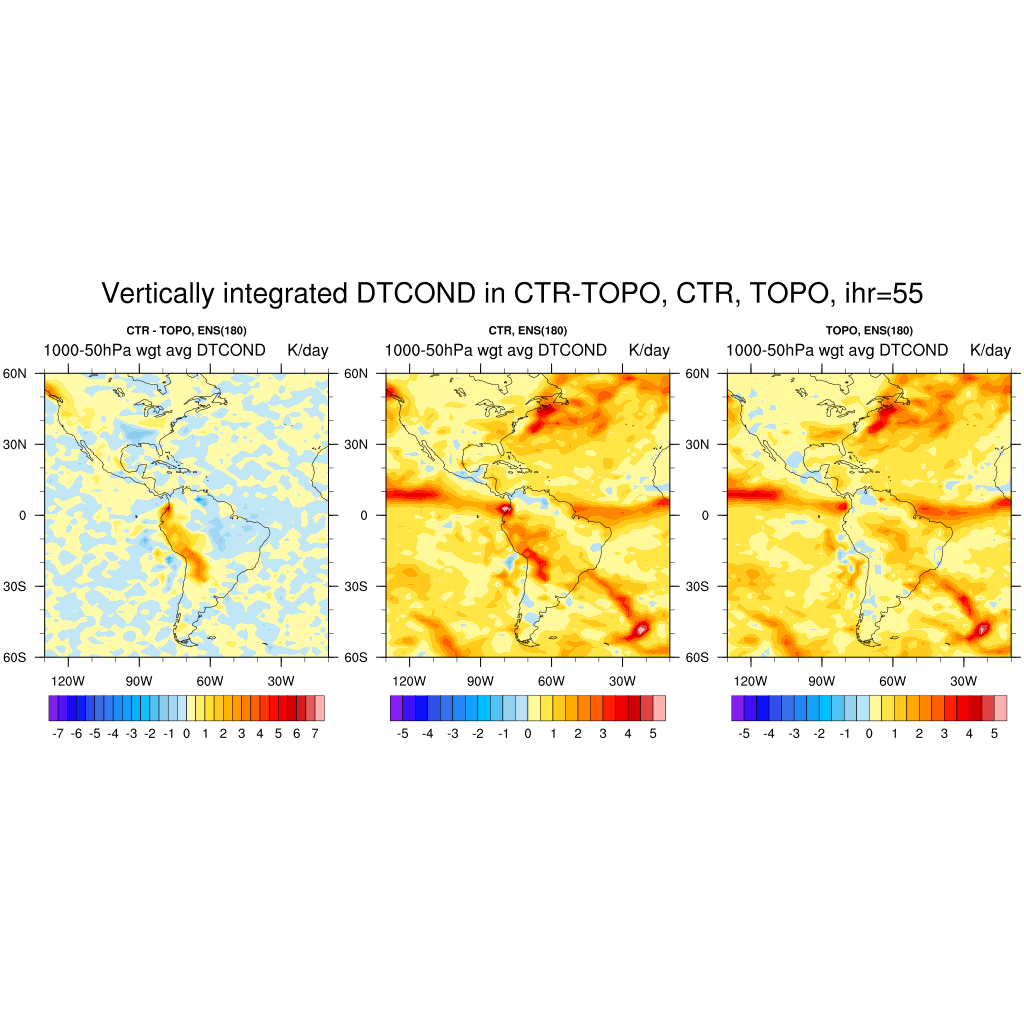 Vertically integrated DTCOND in CTR-TOPO, CTR, TOPO, ihr=55
CTR - TOPO, ENS(180)
1000-50hPa wgt avg DTCOND K/day
60N
30N
0
30S
60S
120W 90W 60W 30W
-7 -6 -5 -4 -3 -2 -1 0 1 2 3 4 5 6 7
CTR, ENS(180)
1000-50hPa wgt avg DTCOND K/day
60N
30N
0
30S
60S
120W 90W 60W 30W
-5 -4 -3 -2 -1 0 1 2 3 4 5
TOPO, ENS(180)
1000-50hPa wgt avg DTCOND K/day
60N
30N
0
30S
60S
120W 90W 60W 30W
-5 -4 -3 -2 -1 0 1 2 3 4 5